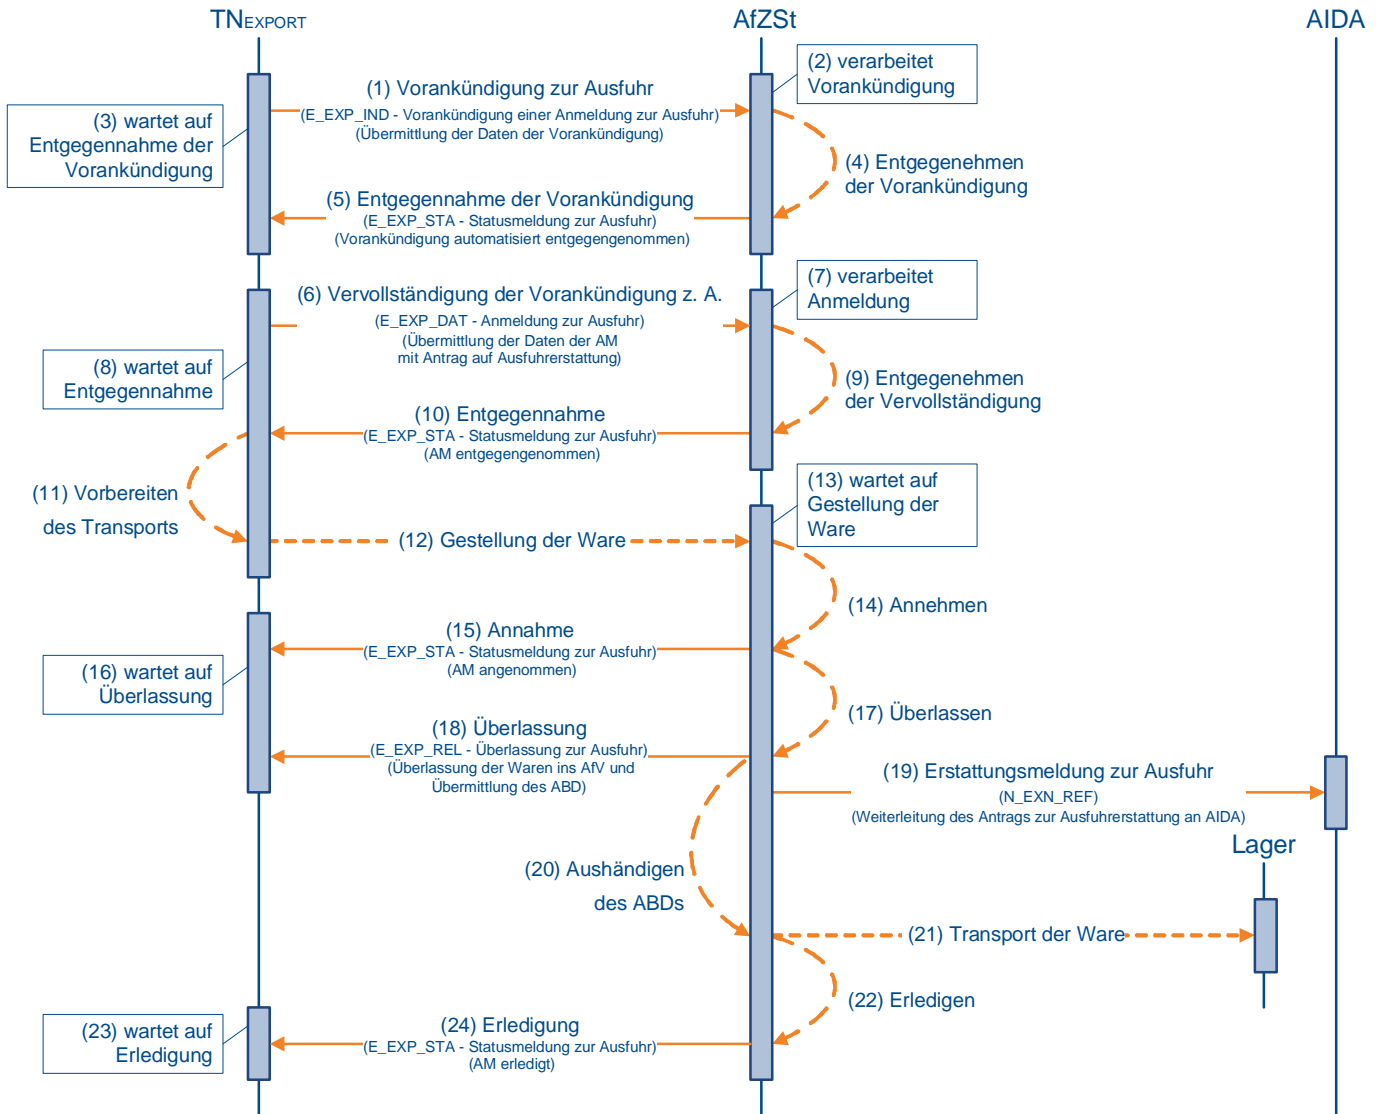 TNEXPORT
AfZSt
AIDA
(1) Vorankündigung zur Ausfuhr
(E_EXP_IND - Vorankündigung einer Anmeldung zur Ausfuhr)
(Übermittlung der Daten der Vorankündigung)
(2) verarbeitet
Vorankündigung
(3) wartet auf
Entgegennahme der
Vorankündigung
(4) Entgegenehmen
der Vorankündigung
(5) Entgegennahme der Vorankündigung
(E_EXP_STA - Statusmeldung zur Ausfuhr)
(Vorankündigung automatisiert entgegengenommen)
(6) Vervollständigung der Vorankündigung z. A.
(E_EXP_DAT - Anmeldung zur Ausfuhr)
(Übermittlung der Daten der AM
mit Antrag auf Ausfuhrerstattung)
(7) verarbeitet
Anmeldung
(8) wartet auf
Entgegennahme
(9) Entgegenehmen
der Vervollständigung
(10) Entgegennahme
(E_EXP_STA - Statusmeldung zur Ausfuhr)
(AM entgegengenommen)
(11) Vorbereiten
des Transports
(12) Gestellung der Ware
(13) wartet auf
Gestellung der
Ware
(14) Annehmen
(15) Annahme
(E_EXP_STA - Statusmeldung zur Ausfuhr)
(AM angenommen)
(16) wartet auf
Überlassung
(17) Überlassen
(18) Überlassung
(E_EXP_REL - Überlassung zur Ausfuhr)
(Überlassung der Waren ins AfV und
Übermittlung des ABD)
(19) Erstattungsmeldung zur Ausfuhr
(N_EXN_REF)
(Weiterleitung des Antrags zur Ausfuhrerstattung an AIDA)
Lager
(20) Aushändigen
des ABDs
(21) Transport der Ware
(22) Erledigen
(23) wartet auf
Erledigung
(24) Erledigung
(E_EXP_STA - Statusmeldung zur Ausfuhr)
(AM erledigt)